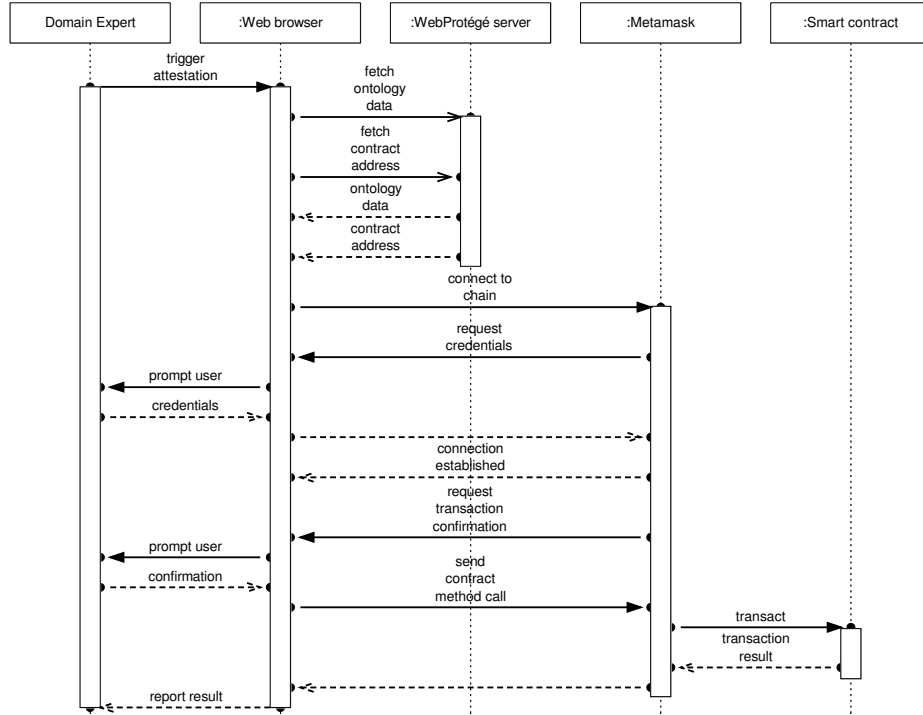 Domain Expert
:Web browser
:WebProtégé server
:Metamask
:Smart contract
trigger
attestation
fetch
ontology
data
fetch
contract
address
ontology
data
contract
address
connect to
chain
request
credentials
prompt user
credentials
connection
established
request
transaction
confirmation
prompt user
confirmation
send
contract
method call
transact
transaction
result
report result